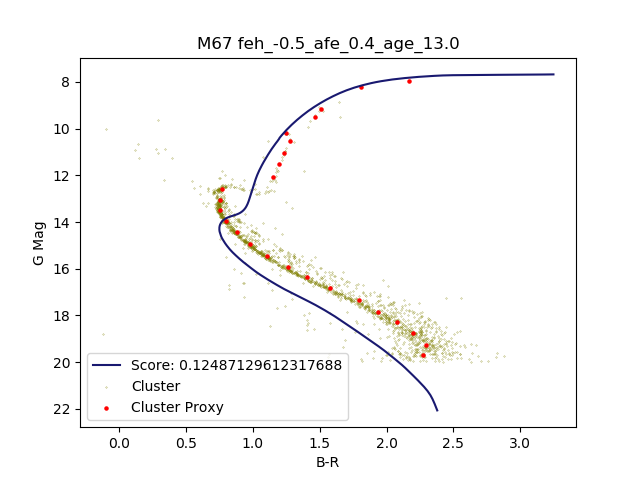 M67 feh_-0.5_afe_0.4_age_13.0
8
10
12
14
16
18
20
22
G Mag
Score: 0.12487129612317688
Cluster
Cluster Proxy
0.0 0.5 1.0 1.5 2.0 2.5 3.0
B-R